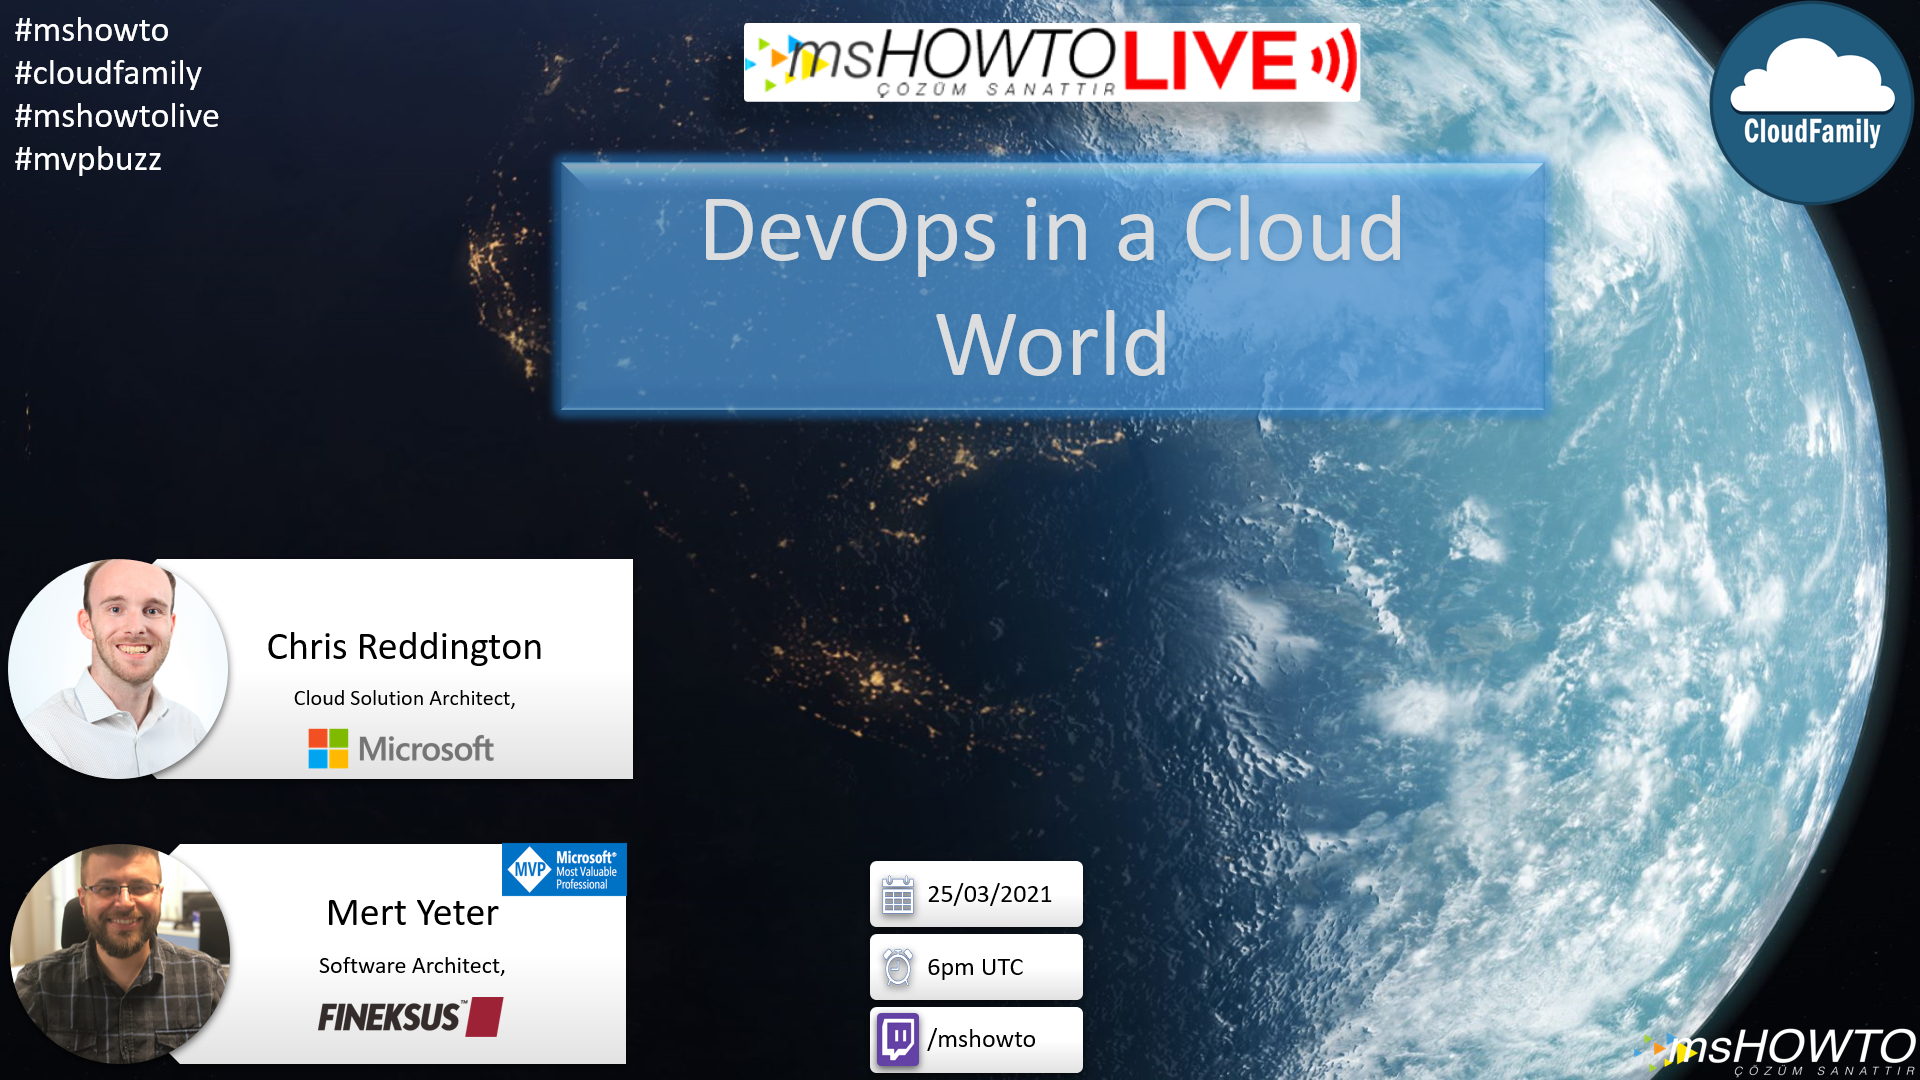 #mshowto
#cloudfamily
#mshowtolive
#mvpbuzz
msHOWTO LIVE
ÇÖZÜM SANATTIR
CloudFamily
DevOps in a Cloud
World
Chris Reddington
Cloud Solution Architect,
Microsoft
MVP
Microsoft®
Most Valuable
Professional
Mert Yeter
Software Architect,
FINEKSUS™
25/03/2021
6pm UTC
/mshowto
msHOWTO
ÇÖZÜM SANATTIR